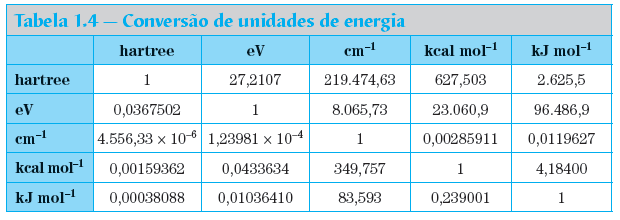 Tabela 1.4 — Conversão de unidades de energia
hartree eV cm⁻¹ kcal mol⁻¹ kJ mol⁻¹
hartree 1 27,2107 219.474,63 627,503 2.625,5
eV 0,0367502 1 8.065,73 23.060,9 96.486,9
cm⁻¹ 4.556,33 × 10⁻⁶ 1,23981 × 10⁻⁴ 1 0,00285911 0,0119627
kcal mol⁻¹ 0,00159362 0,0433634 349,757 1 4,18400
kJ mol⁻¹ 0,00038088 0,01036410 83,593 0,239001 1